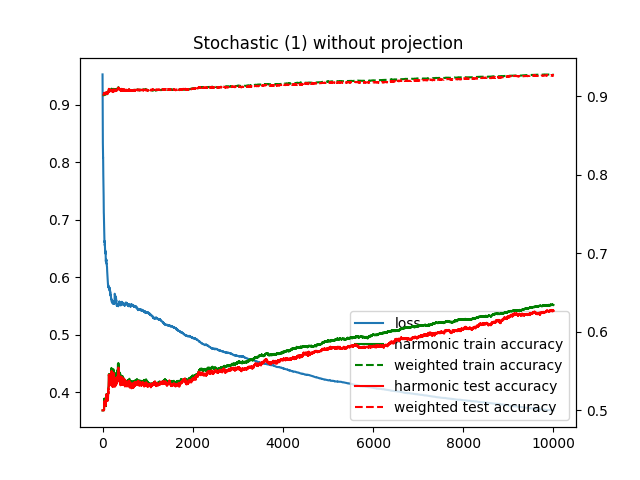 Stochastic (1) without projection
0.9
0.8
0.7
0.6
0.5
0.4
0.9
0.8
0.7
0.6
0.5
loss
harmonic train accuracy
weighted train accuracy
harmonic test accuracy
weighted test accuracy
0 2000 4000 6000 8000 10000